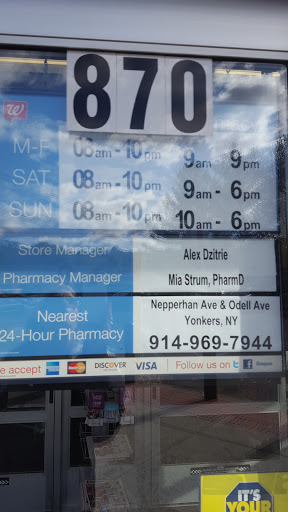 870
M-F 08am - 10pm 9am 9pm
SAT 08am - 10pm 9am - 6pm
SUN 08am - 10pm 10am - 6pm
Store Manager Alex Dzitrie
Pharmacy Manager Mia Strum, PharmD
Nearest Nepperhan Ave & Odell Ave
Yonkers, NY
24-Hour Pharmacy 914-969-7944
e accept DISCOVER VISA Follow us on
IT'S
YOUR